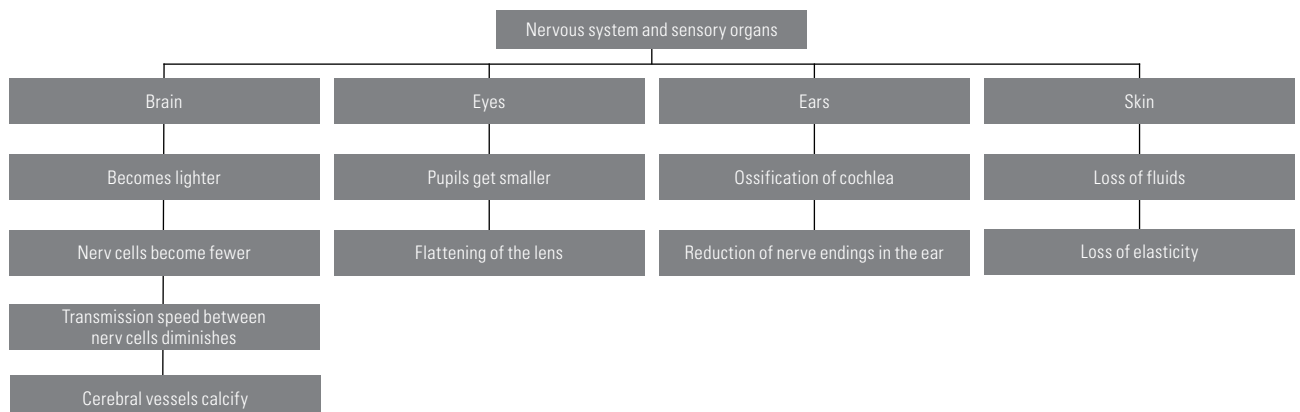 Nervous system and sensory organs
Brain
Eyes
Ears
Skin
Becomes lighter
Pupils get smaller
Ossification of cochlea
Loss of fluids
Nerv cells become fewer
Flattening of the lens
Reduction of nerve endings in the ear
Loss of elasticity
Transmission speed between
nerv cells diminishes
Cerebral vessels calcify